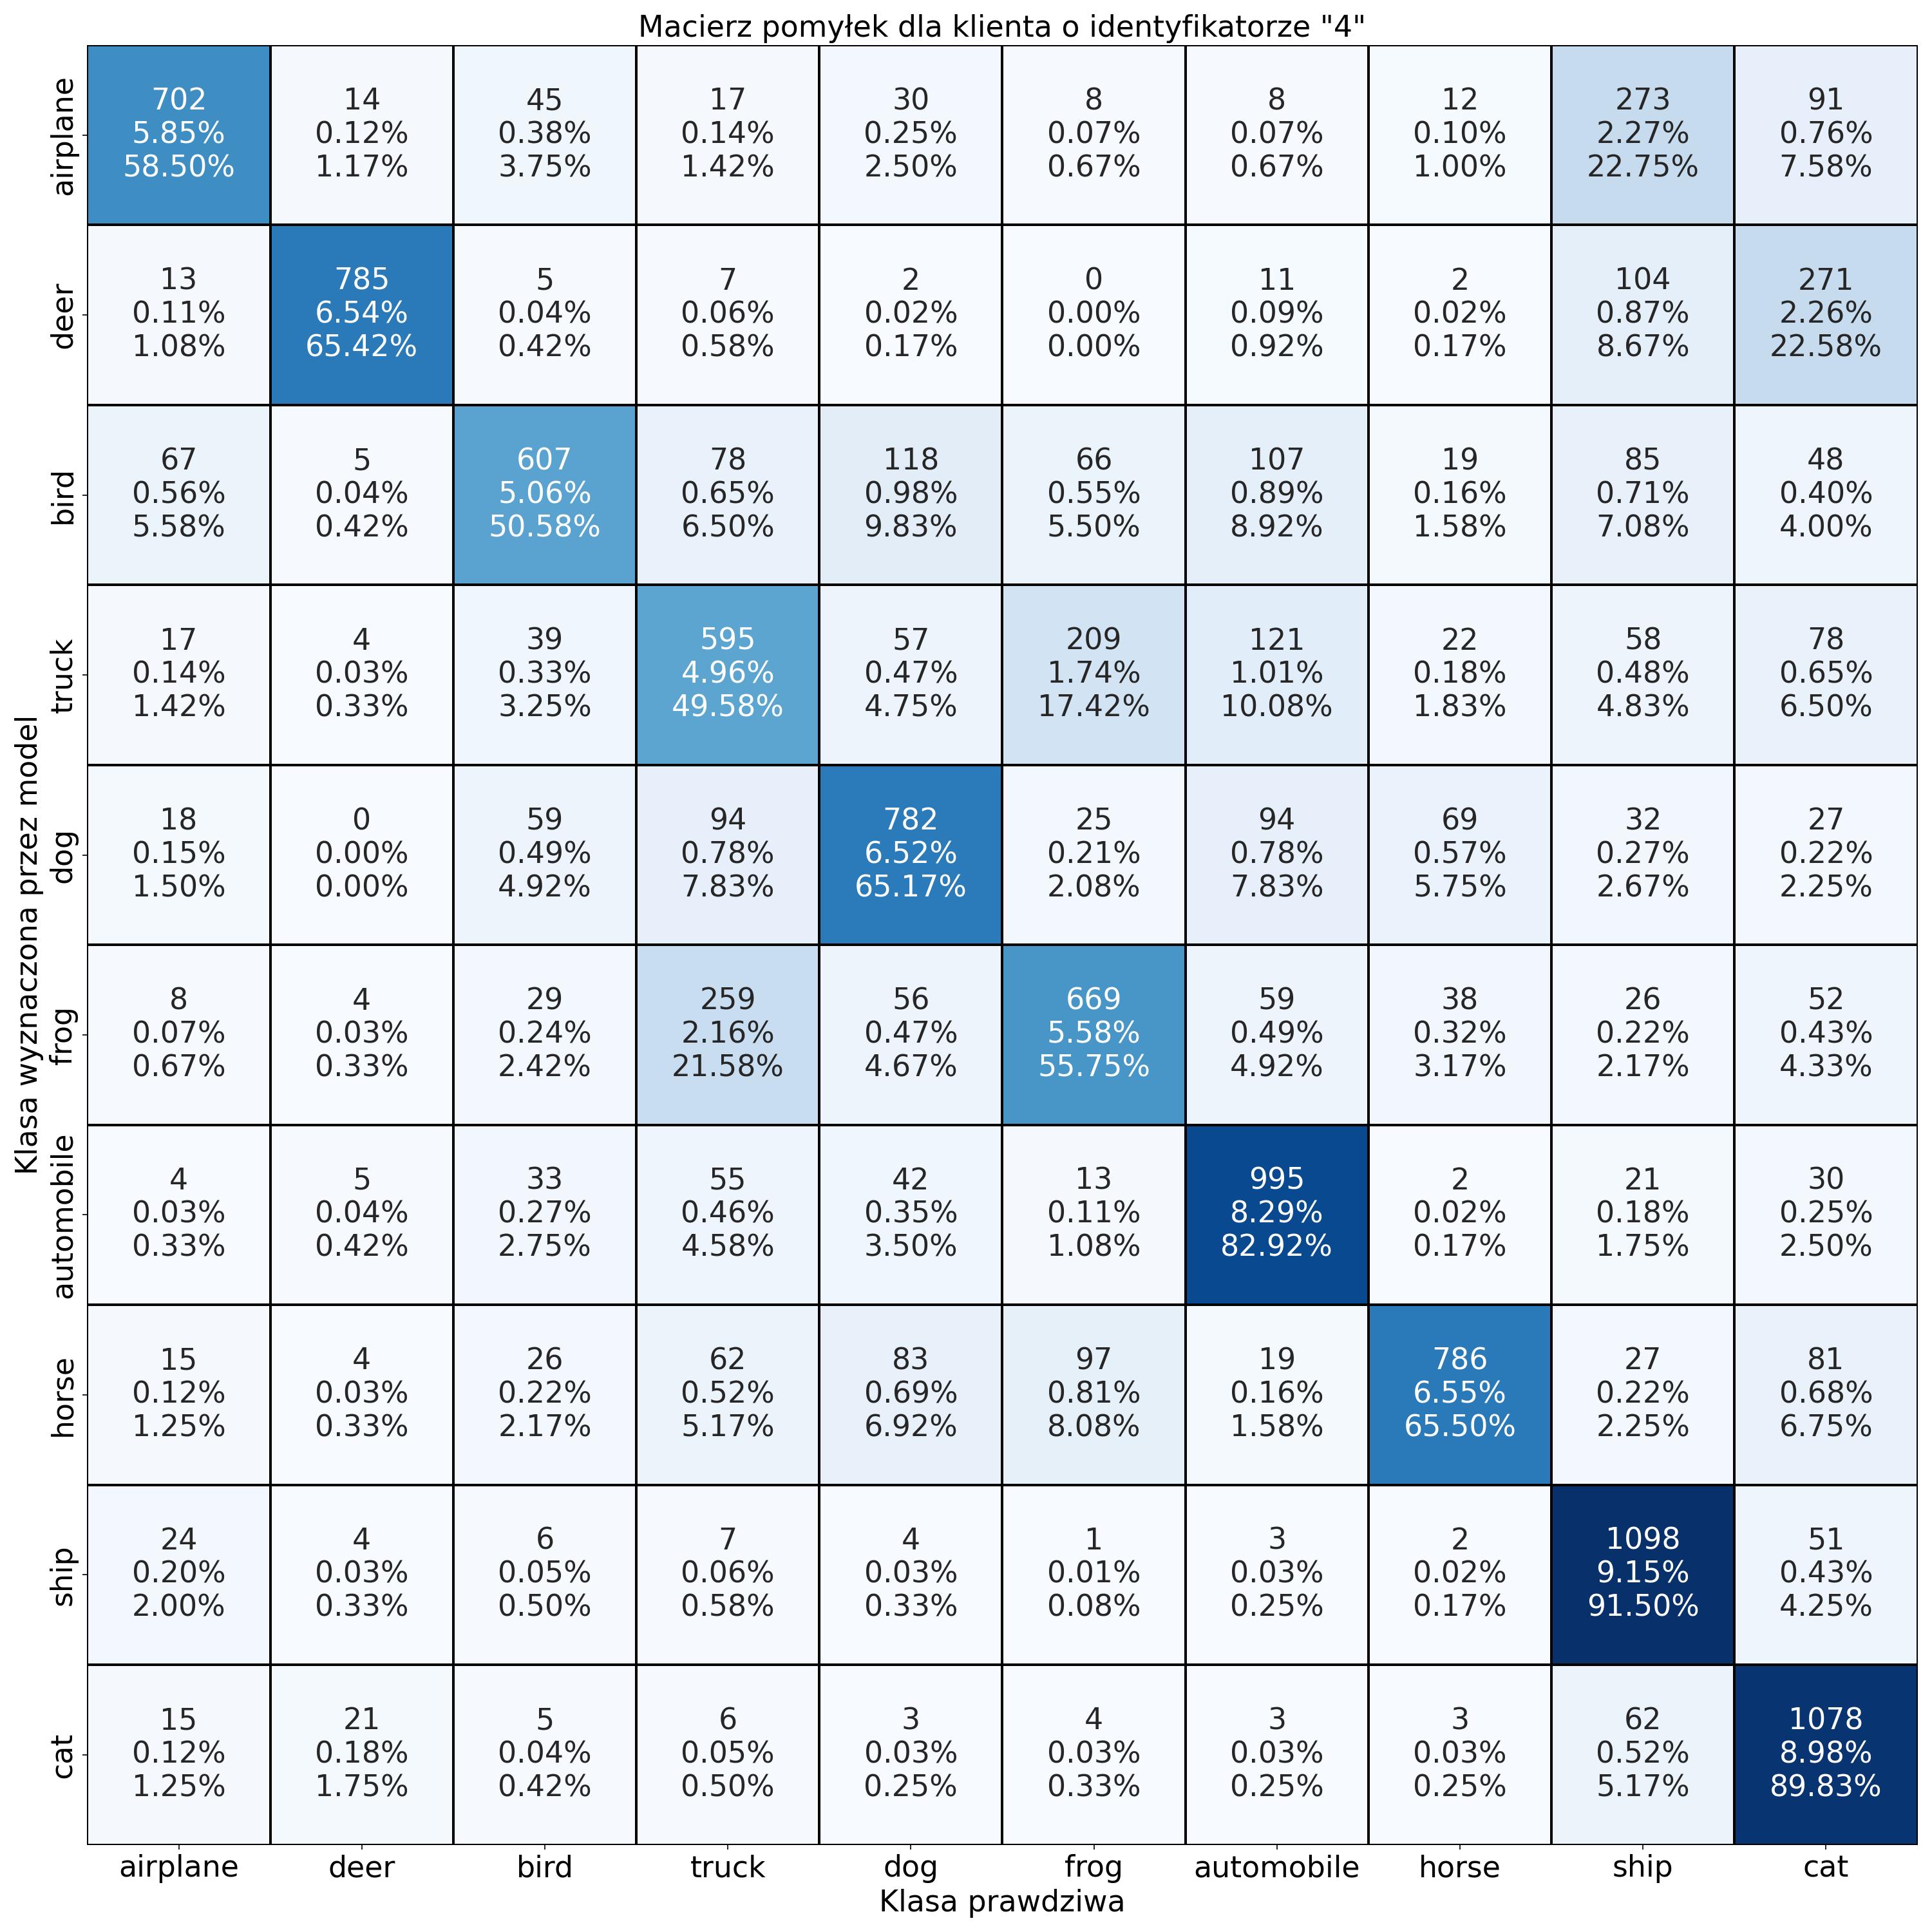 Macierz pomyłek dla klienta o identyfikatorze "4"
Klasa wyznaczona przez model
airplane
702 14 45 17 30 8 8 12 273 91
5.85% 0.12% 0.38% 0.14% 0.25% 0.07% 0.07% 0.10% 2.27% 0.76%
58.50% 1.17% 3.75% 1.42% 2.50% 0.67% 0.67% 1.00% 22.75% 7.58%
deer
13 785 5 7 2 0 11 2 104 271
0.11% 6.54% 0.04% 0.06% 0.02% 0.00% 0.09% 0.02% 0.87% 2.26%
1.08% 65.42% 0.42% 0.58% 0.17% 0.00% 0.92% 0.17% 8.67% 22.58%
bird
67 5 607 78 118 66 107 19 85 48
0.56% 0.04% 5.06% 0.65% 0.98% 0.55% 0.89% 0.16% 0.71% 0.40%
5.58% 0.42% 50.58% 6.50% 9.83% 5.50% 8.92% 1.58% 7.08% 4.00%
truck
17 4 39 595 57 209 121 22 58 78
0.14% 0.03% 0.33% 4.96% 0.47% 1.74% 1.01% 0.18% 0.48% 0.65%
1.42% 0.33% 3.25% 49.58% 4.75% 17.42% 10.08% 1.83% 4.83% 6.50%
dog
18 0 59 94 782 25 94 69 32 27
0.15% 0.00% 0.49% 0.78% 6.52% 0.21% 0.78% 0.57% 0.27% 0.22%
1.50% 0.00% 4.92% 7.83% 65.17% 2.08% 7.83% 5.75% 2.67% 2.25%
frog
8 4 29 259 56 669 59 38 26 52
0.07% 0.03% 0.24% 2.16% 0.47% 5.58% 0.49% 0.32% 0.22% 0.43%
0.67% 0.33% 2.42% 21.58% 4.67% 55.75% 4.92% 3.17% 2.17% 4.33%
automobile
4 5 33 55 42 13 995 2 21 30
0.03% 0.04% 0.27% 0.46% 0.35% 0.11% 8.29% 0.02% 0.18% 0.25%
0.33% 0.42% 2.75% 4.58% 3.50% 1.08% 82.92% 0.17% 1.75% 2.50%
horse
15 4 26 62 83 97 19 786 27 81
0.12% 0.03% 0.22% 0.52% 0.69% 0.81% 0.16% 6.55% 0.22% 0.68%
1.25% 0.33% 2.17% 5.17% 6.92% 8.08% 1.58% 65.50% 2.25% 6.75%
ship
24 4 6 7 4 1 3 2 1098 51
0.20% 0.03% 0.05% 0.06% 0.03% 0.01% 0.03% 0.02% 9.15% 0.43%
2.00% 0.33% 0.50% 0.58% 0.33% 0.08% 0.25% 0.17% 91.50% 4.25%
cat
15 21 5 6 3 4 3 3 62 1078
0.12% 0.18% 0.04% 0.05% 0.03% 0.03% 0.03% 0.03% 0.52% 8.98%
1.25% 1.75% 0.42% 0.50% 0.25% 0.33% 0.25% 0.25% 5.17% 89.83%
airplane deer bird truck dog frog automobile horse ship cat
Klasa prawdziwa